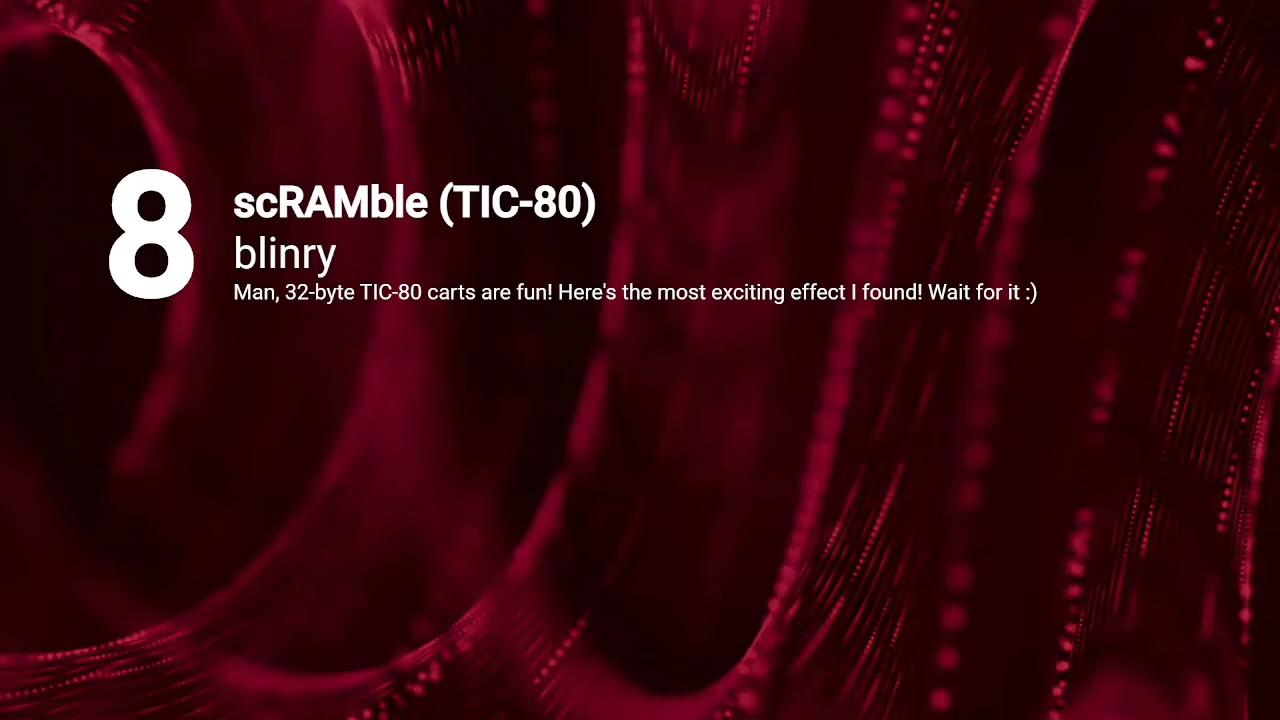 8
scRAMble (TIC-80)
blinry
Man, 32-byte TIC-80 carts are fun! Here's the most exciting effect I found! Wait for it :)